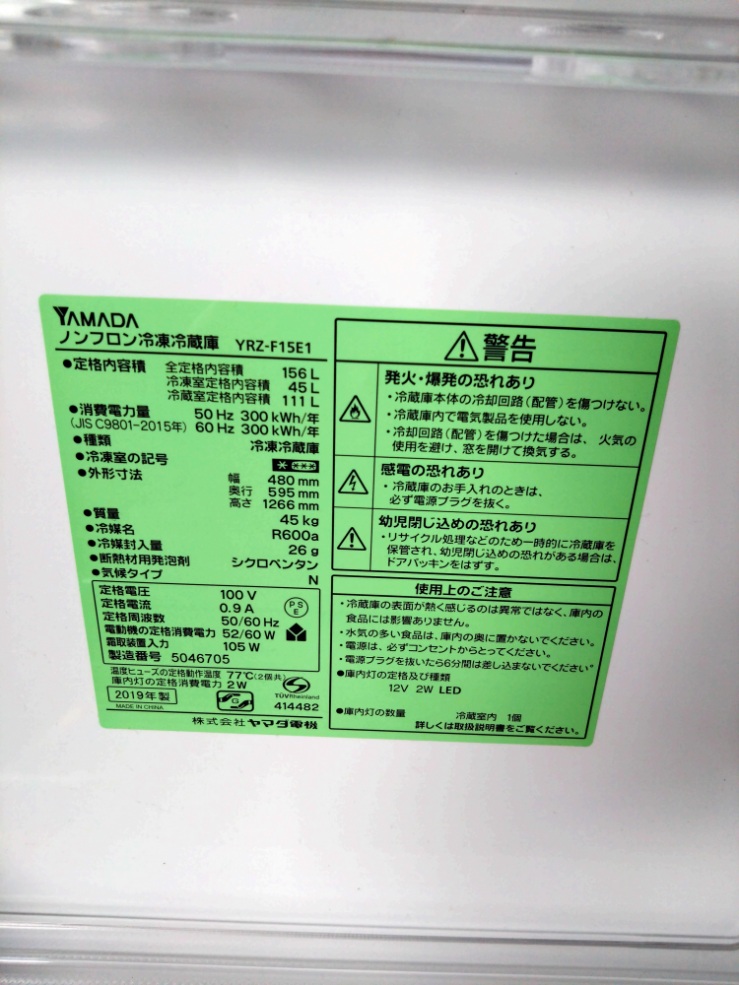 YAMADA
ノンフロン冷凍冷蔵庫 YRZ-F15E1
●定格内容積 全定格内容積 156 L
冷凍室定格内容積 45 L
冷蔵室定格内容積 111 L
●消費電力量 50 Hz 300 kWh/年
(JIS C9801-2015年) 60 Hz 300 kWh/年
●種類 冷凍冷蔵庫
●冷凍室の記号
●外形寸法 幅 480 mm
奥行 595 mm
高さ 1266 mm
●質量 45 kg
●冷媒名 R600a
●冷媒封入量 26 g
●断熱材用発泡剤 シクロペンタン
●気候タイプ N
定格電圧 100 V
定格電流 0.9 A
定格周波数 50/60 Hz
電動機の定格消費電力 52/60 W
霜取装置入力 105 W
製造番号 5046705
PSE
温度ヒューズの定格動作温度 77℃(2個共)
庫内灯の定格消費電力 2 W
2019年製
MADE IN CHINA
G
TÜVRheinland
414482
株式会社ヤマダ電機
警告
発火・爆発の恐れあり
・冷蔵庫本体の冷却回路(配管)を傷つけない。
・冷蔵庫内で電気製品を使用しない。
・冷却回路(配管)を傷つけた場合は、火気の
使用を避け、窓を開けて換気する。
感電の恐れあり
・冷蔵庫のお手入れのときは、
必ず電源プラグを抜く。
幼児閉じ込めの恐れあり
・リサイクル処理などのため一時的に冷蔵庫を
保管され、幼児閉じ込めの恐れがある場合は、
ドアパッキンをはずす。
使用上のご注意
・冷蔵庫の表面が熱く感じるのは異常ではなく、庫内の
食品には影響ありません。
・水気の多い食品は、庫内の奥に置かないでください。
・電源は、必ずコンセントからとってください。
・電源プラグを抜いたら6分間は差し込まないでください
●庫内灯の定格及び種類
12V 2W LED
●庫内灯の数量 冷蔵室内 1個
詳しくは取扱説明書をご覧ください。